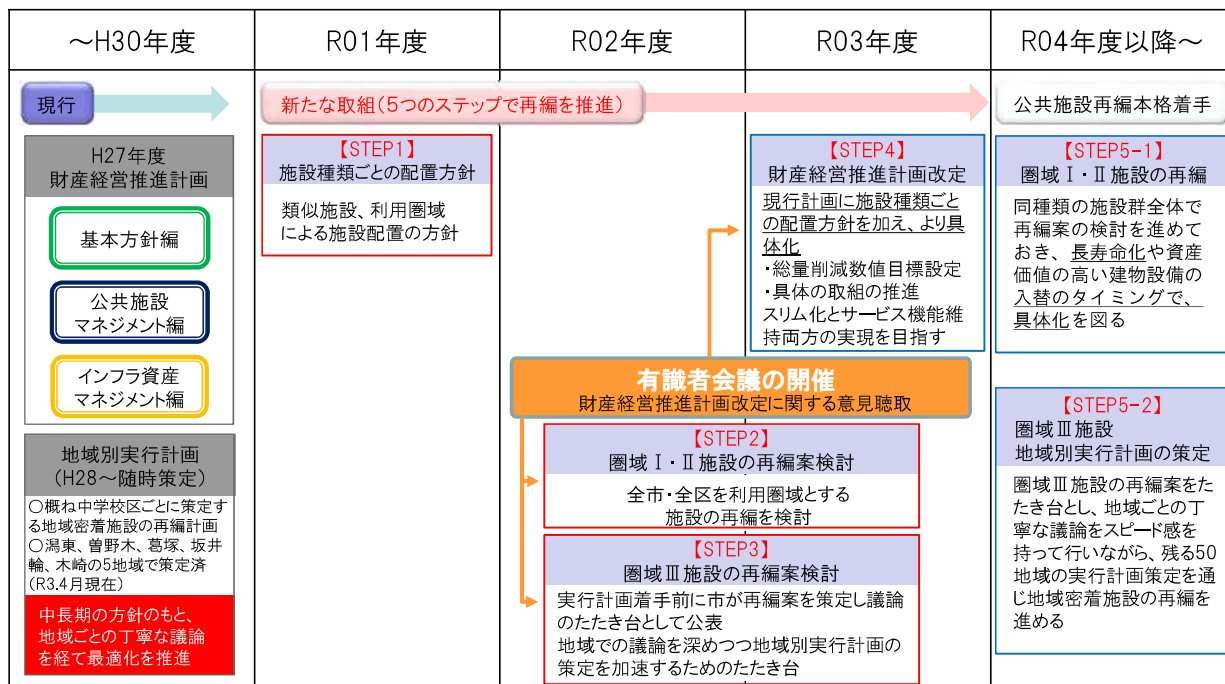 ～H30年度
R01年度
R02年度
R03年度
R04年度以降～
現行
新たな取組(5つのステップで再編を推進)
公共施設再編本格着手
H27年度
財産経営推進計画
基本方針編
公共施設
マネジメント編
インフラ資産
マネジメント編
地域別実行計画
(H28～随時策定)
○概ね中学校区ごとに策定す
る地域密着施設の再編計画
○潟東、曽野木、葛塚、坂井
輪、木崎の5地域で策定済
(R3.4月現在)
中長期の方針のもと、
地域ごとの丁寧な議論
を経て最適化を推進
【STEP1】
施設種類ごとの配置方針
類似施設、利用圏域
による施設配置の方針
有識者会議の開催
財産経営推進計画改定に関する意見聴取
【STEP2】
圏域Ⅰ・Ⅱ施設の再編案検討
全市・全区を利用圏域とする
施設の再編を検討
【STEP3】
圏域Ⅲ施設の再編案検討
実行計画着手前に市が再編案を策定し議論
のたたき台として公表
地域での議論を深めつつ地域別実行計画の
策定を加速するためのたたき台
【STEP4】
財産経営推進計画改定
現行計画に施設種類ごと
の配置方針を加え、より具
体化
・総量削減数値目標設定
・具体の取組の推進
スリム化とサービス機能維
持両方の実現を目指す
【STEP5-1】
圏域Ⅰ・Ⅱ施設の再編
同種類の施設群全体で
再編案の検討を進めて
おき、長寿命化や資産
価値の高い建物設備の
入替のタイミングで、
具体化を図る
【STEP5-2】
圏域Ⅲ施設
地域別実行計画の策定
圏域Ⅲ施設の再編案をた
たき台とし、地域ごとの丁
寧な議論をスピード感を
持って行いながら、残る50
地域の実行計画策定を通
じ地域密着施設の再編を
進める